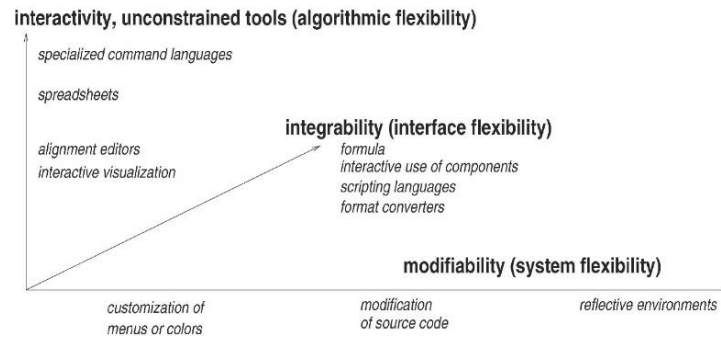 interactivity, unconstrained tools (algorithmic flexibility)
specialized command languages
spreadsheets
integrability (interface flexibility)
alignment editors
interactive visualization
formula
interactive use of components
scripting languages
format converters
modifiability (system flexibility)
customization of
menus or colors
modification
of source code
reflective environments